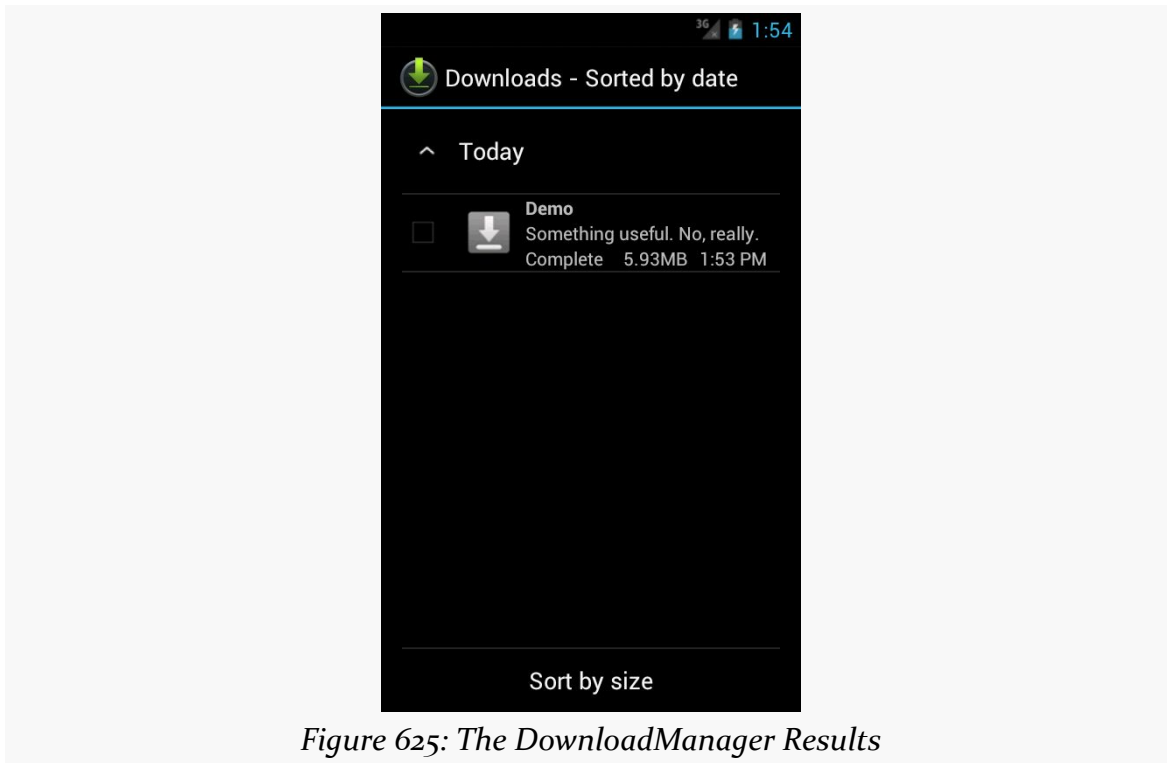 3G 1:54
Downloads - Sorted by date
Today
Demo
Something useful. No, really.
Complete 5.93MB 1:53 PM
Sort by size
Figure 625: The DownloadManager Results